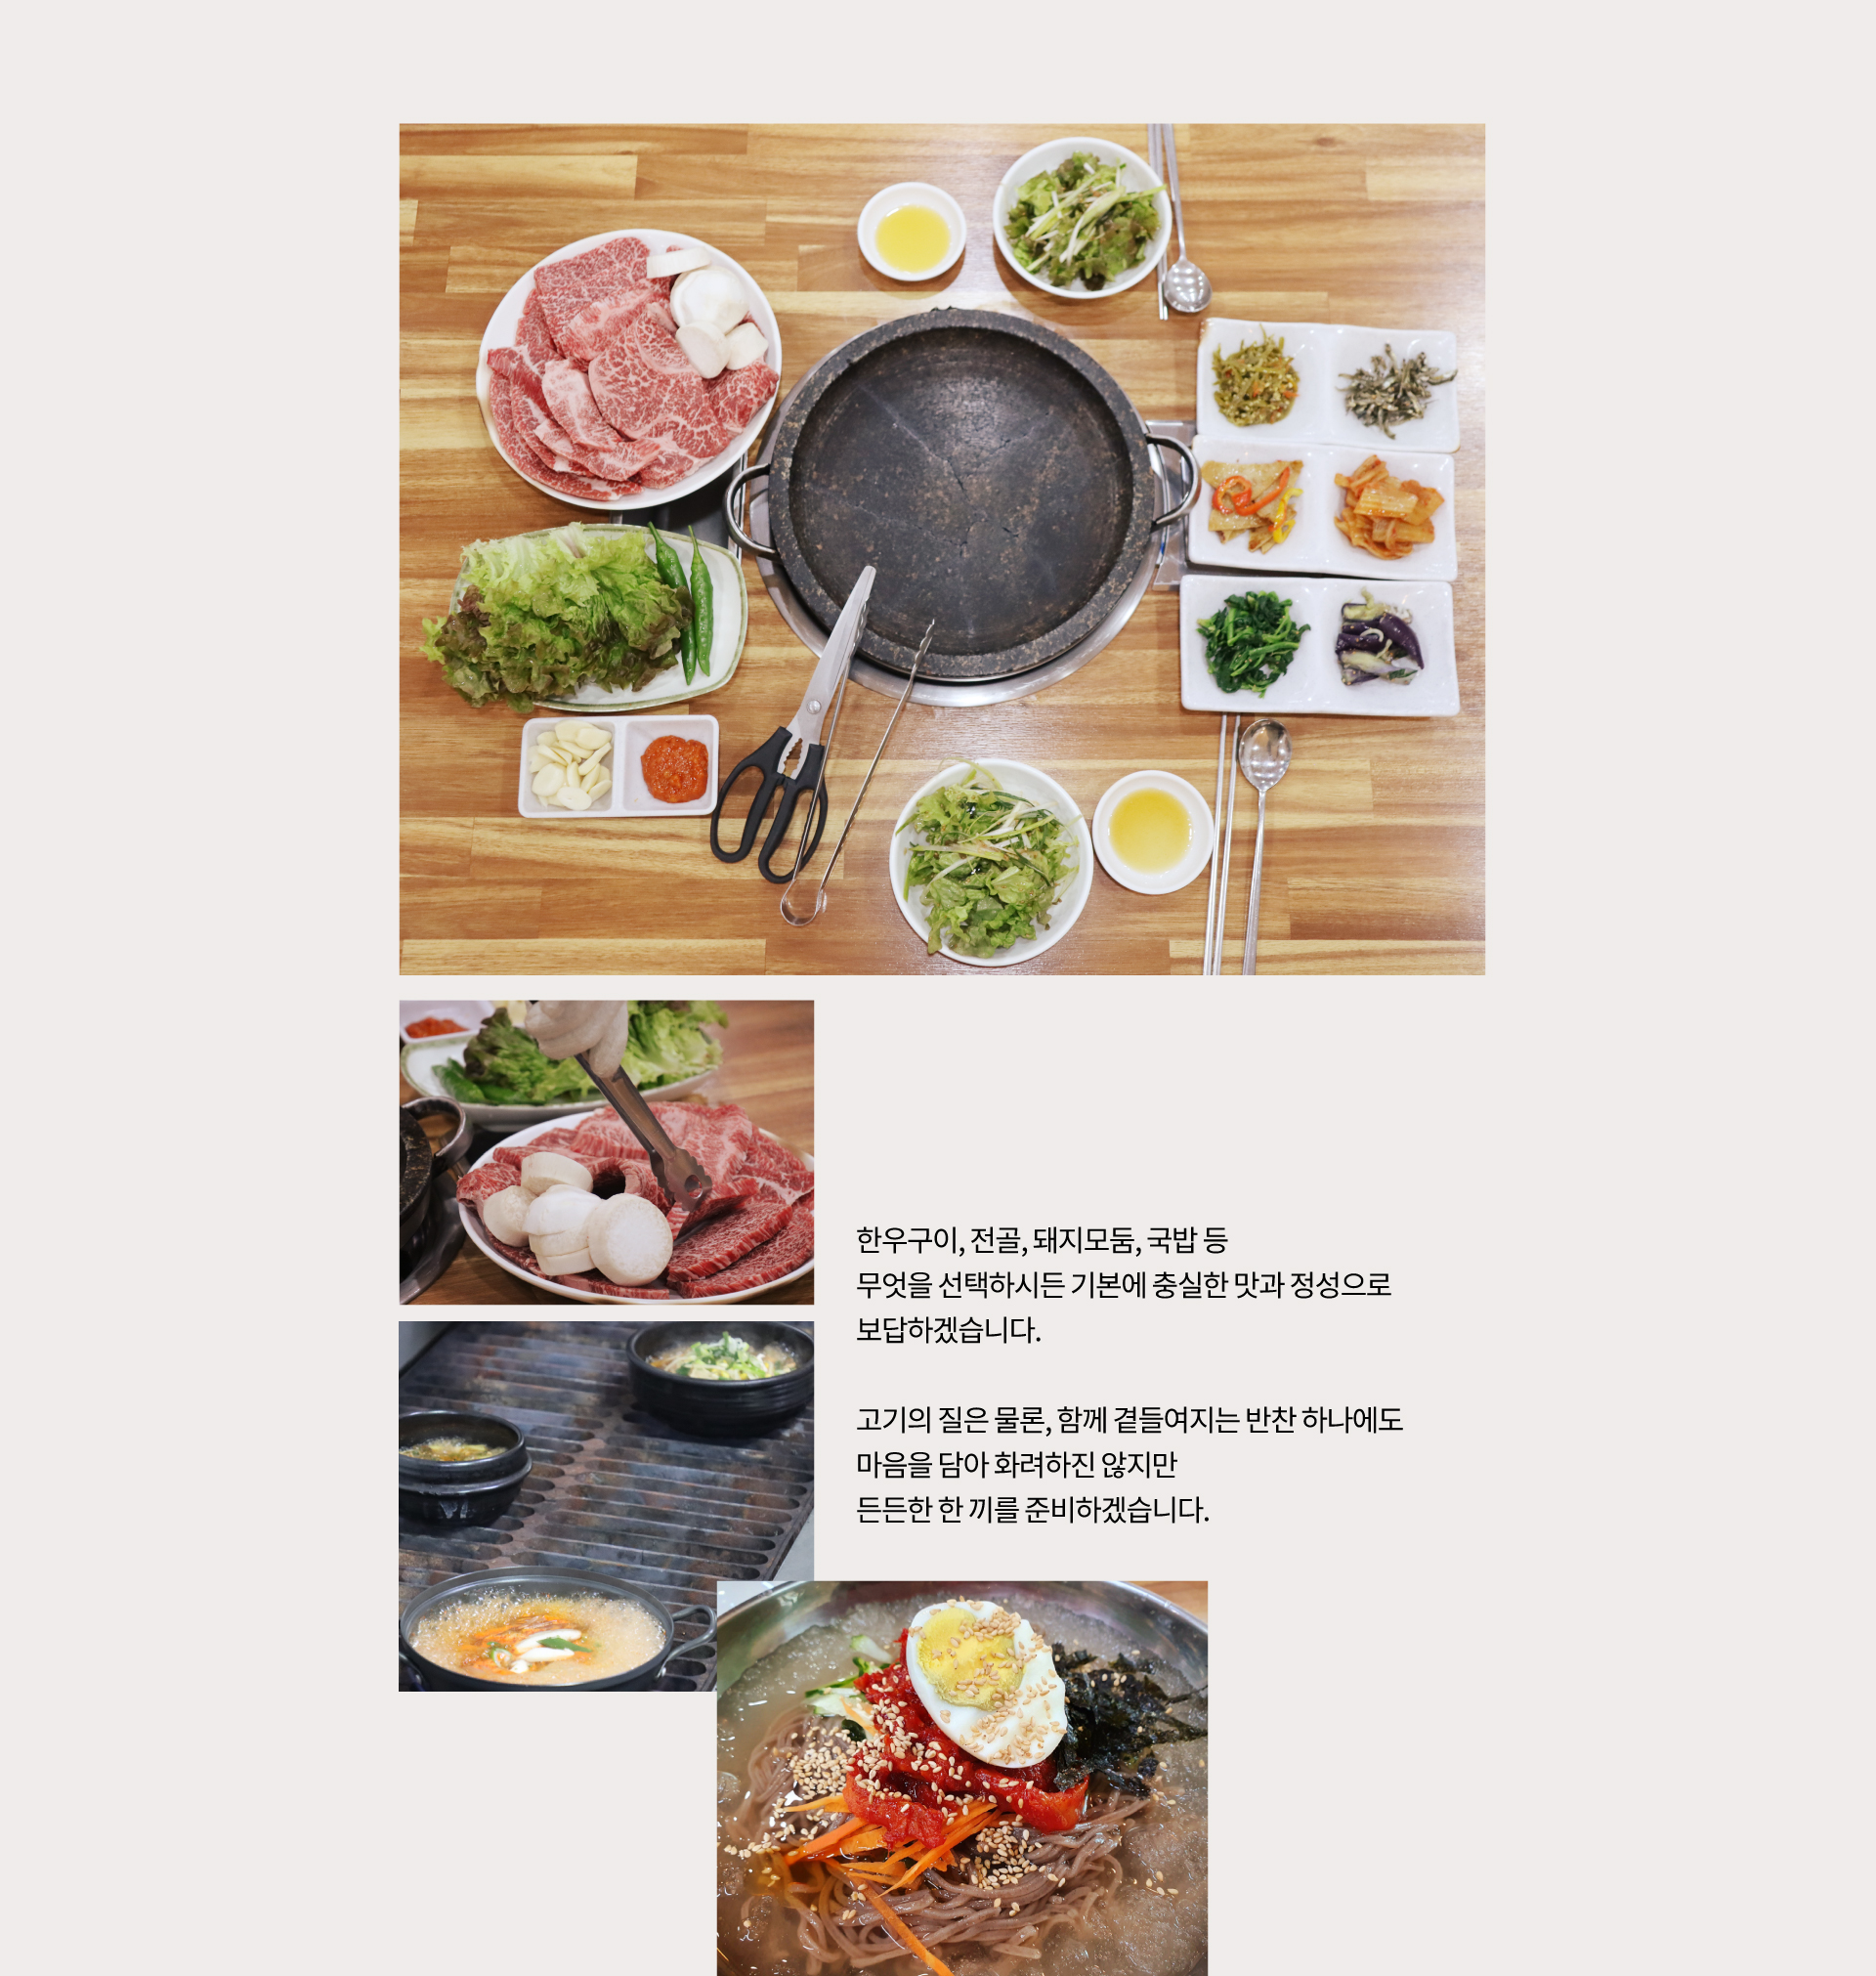 한우구이, 전골, 돼지모둠, 국밥 등
무엇을 선택하시든 기본에 충실한 맛과 정성으로
보답하겠습니다.
고기의 질은 물론, 함께 곁들여지는 반찬 하나에도
마음을 담아 화려하진 않지만
든든한 한 끼를 준비하겠습니다.